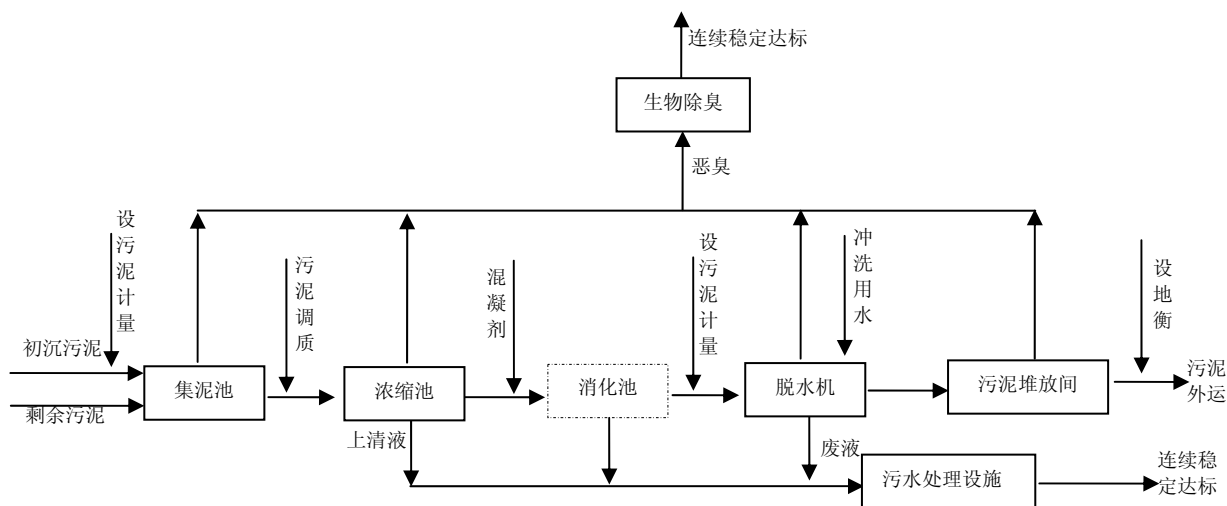 连续稳定达标
生物除臭
恶臭
设污泥计量
污泥调质
混凝剂
设污泥计量
冲洗用水
设地衡
初沉污泥
剩余污泥
集泥池
浓缩池
消化池
脱水机
污泥堆放间
污泥
外运
上清液
废液
污水处理设施
连续稳
定达标